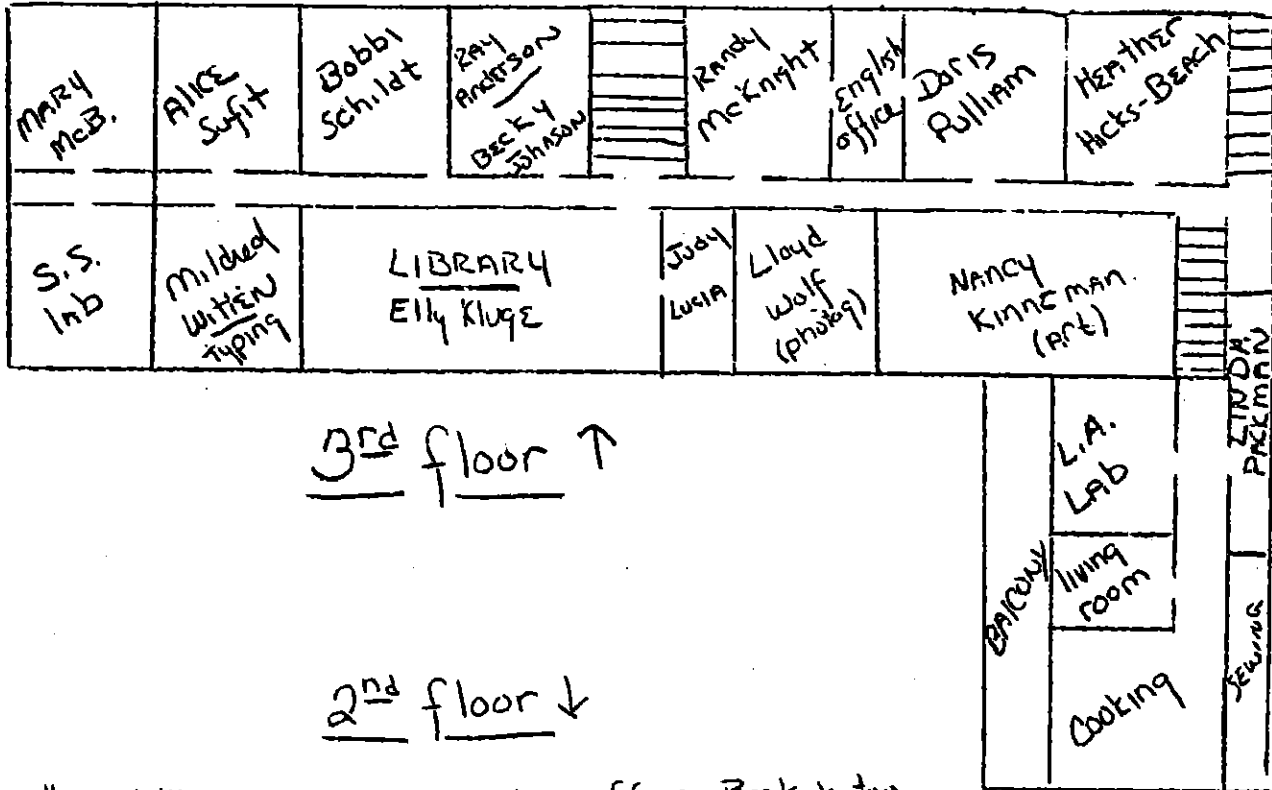 MARY
McB.
Alice
Sufit
Bobbi
Schildt
Ray
Anderson
Becky
Johnson
Randy
McKnight
English
office
Doris
Pulliam
Heather
Hicks-Beach
S.S.
lab
Mildred
Witten
typing
LIBRARY
Elly Kluge
Judy
Lucia
Lloyd
Wolf
(photog)
NANCY
KINNEMAN
(art)
LINDA
PACKMAN
3rd floor ↑
L.A.
LAB
BALCONY
living
room
SEWING
2nd floor ↓
Cooking